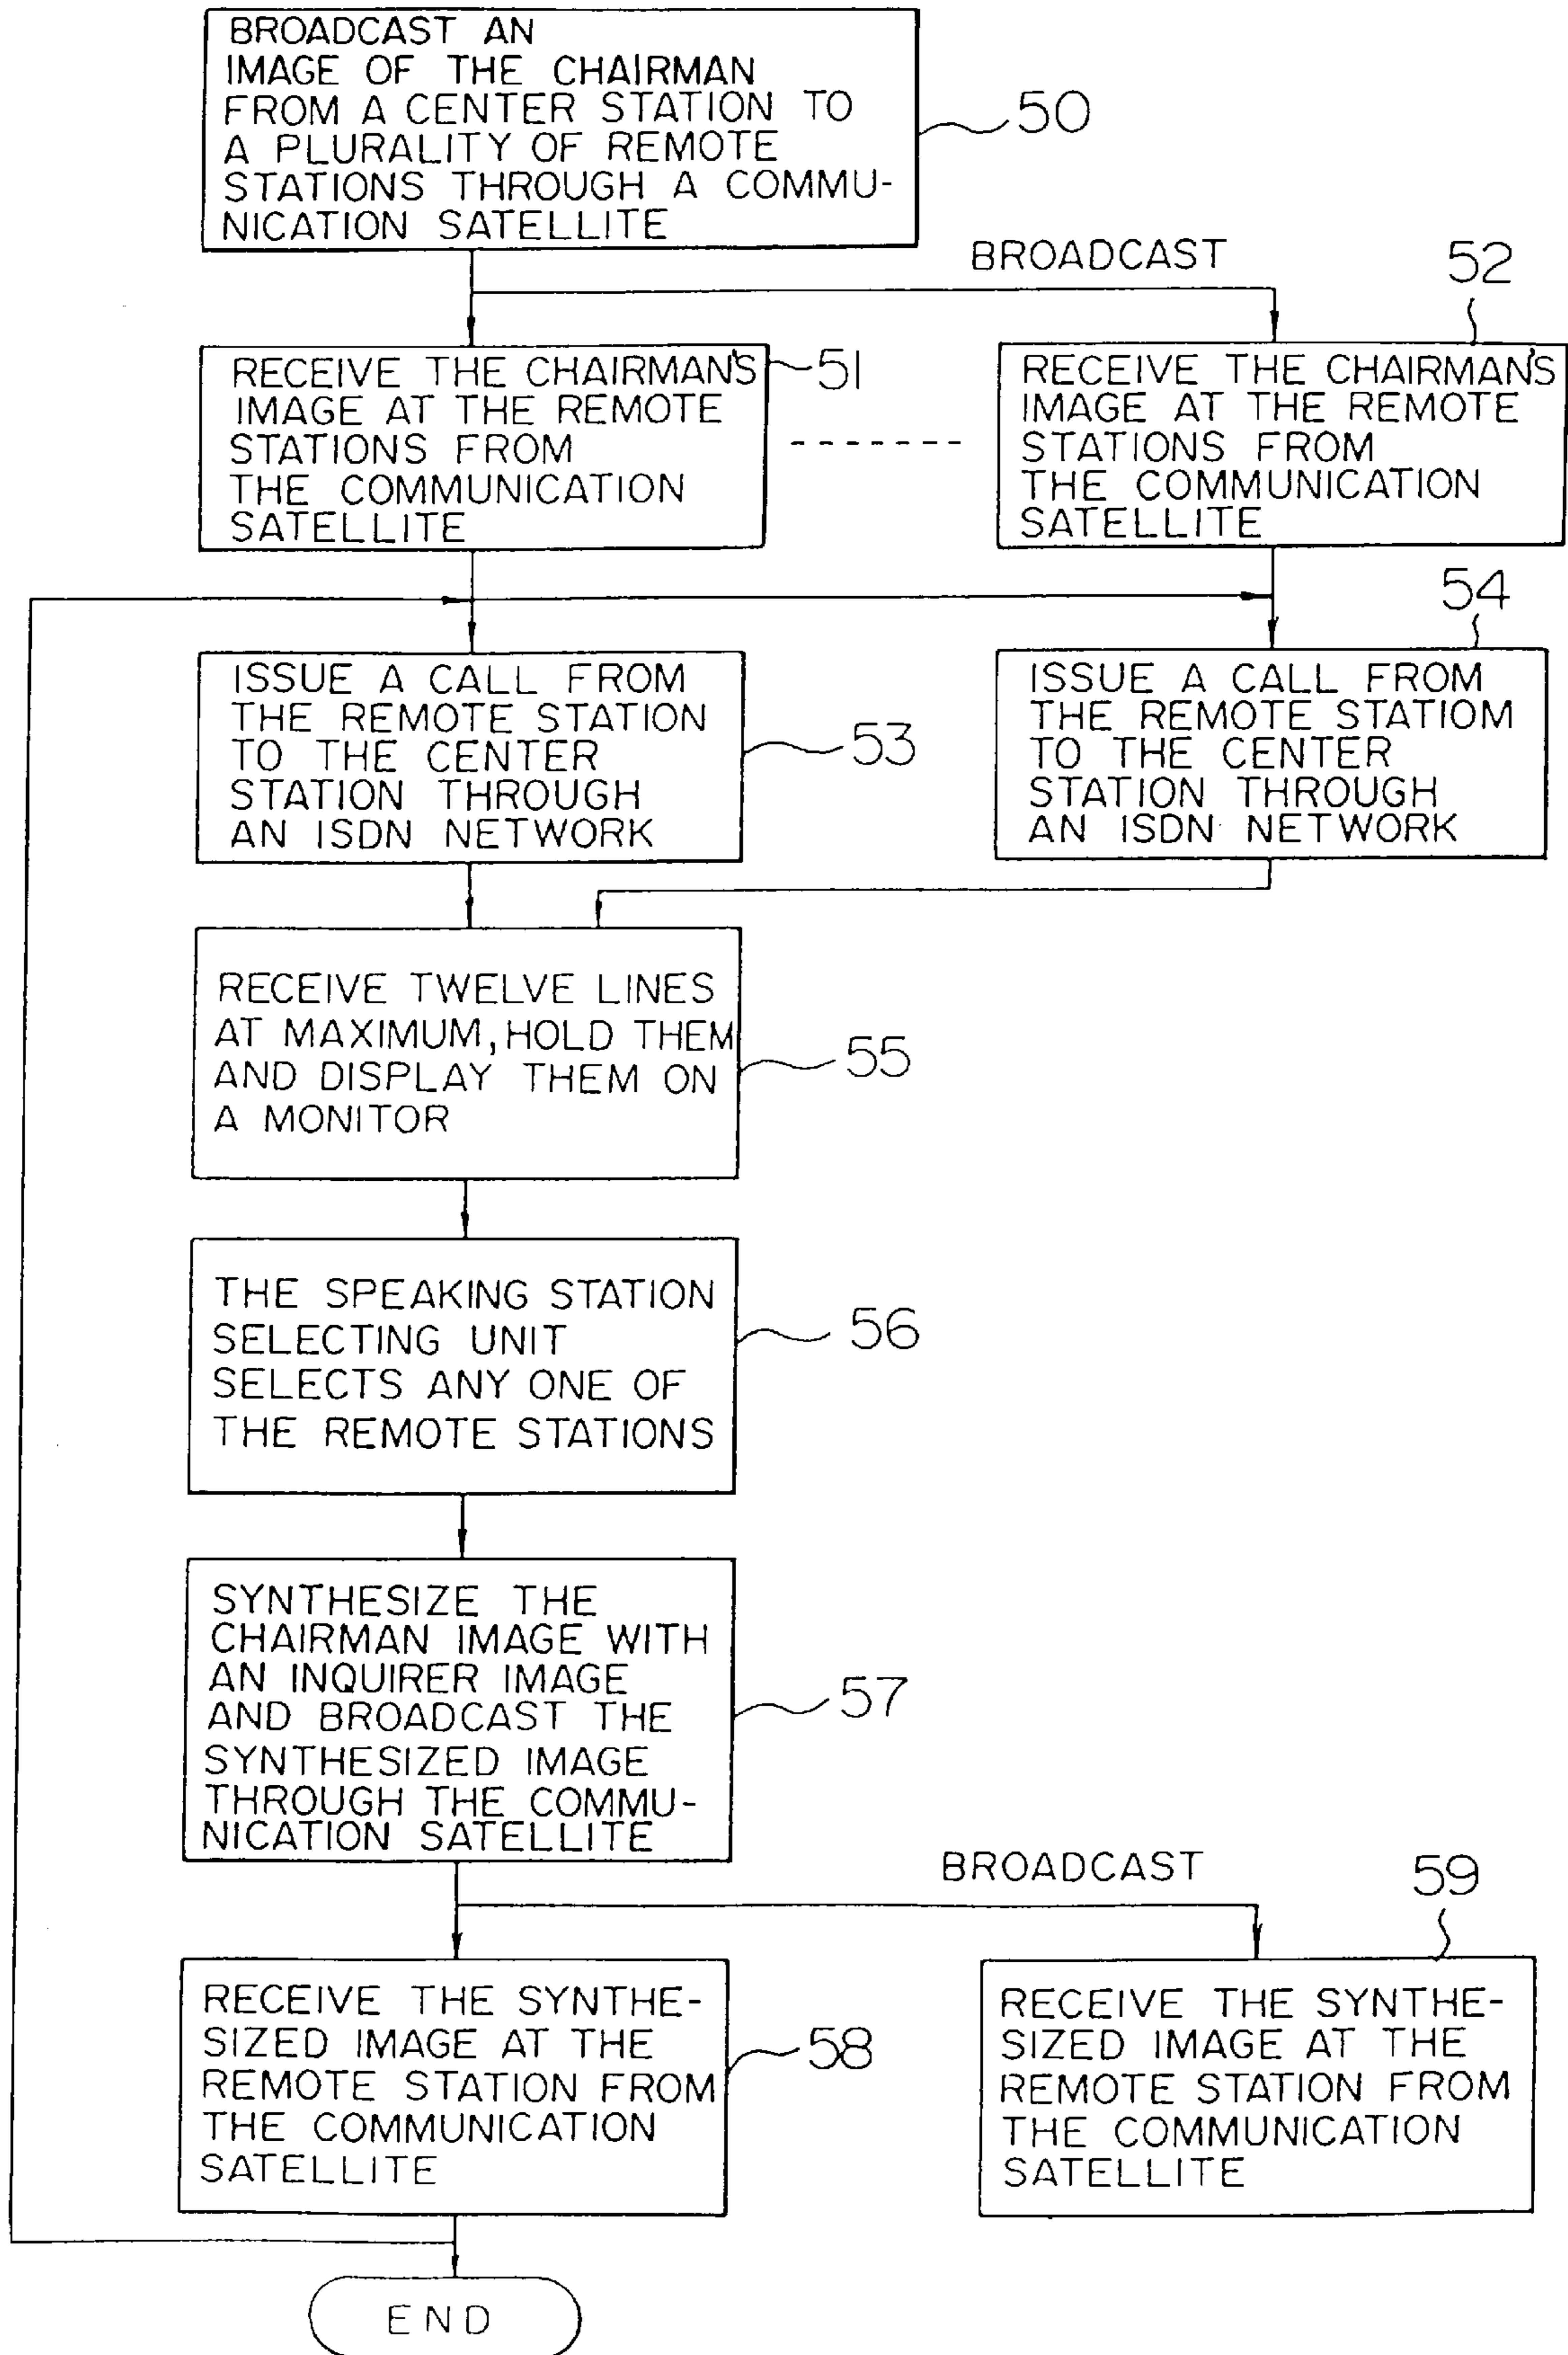 BROADCAST AN
IMAGE OF THE CHAIRMAN
FROM A CENTER STATION TO
A PLURALITY OF REMOTE
STATIONS THROUGH A COMMU-
NICATION SATELLITE
50
BROADCAST
52
RECEIVE THE CHAIRMAN'S
IMAGE AT THE REMOTE
STATIONS FROM
THE COMMUNICATION
SATELLITE
51
RECEIVE THE CHAIRMAN'S
IMAGE AT THE REMOTE
STATIONS FROM
THE COMMUNICATION
SATELLITE
54
ISSUE A CALL FROM
THE REMOTE STATION
TO THE CENTER
STATION THROUGH
AN ISDN NETWORK
53
ISSUE A CALL FROM
THE REMOTE STATIOM
TO THE CENTER
STATION THROUGH
AN ISDN NETWORK
RECEIVE TWELVE LINES
AT MAXIMUM, HOLD THEM
AND DISPLAY THEM ON
A MONITOR
55
THE SPEAKING STATION
SELECTING UNIT
SELECTS ANY ONE OF
THE REMOTE STATIONS
56
SYNTHESIZE THE
CHAIRMAN IMAGE WITH
AN INQUIRER IMAGE
AND BROADCAST THE
SYNTHESIZED IMAGE
THROUGH THE COMMU-
NICATION SATELLITE
57
BROADCAST
59
RECEIVE THE SYNTHE-
SIZED IMAGE AT THE
REMOTE STATION FROM
THE COMMUNICATION
SATELLITE
58
RECEIVE THE SYNTHE-
SIZED IMAGE AT THE
REMOTE STATION FROM
THE COMMUNICATION
SATELLITE
END